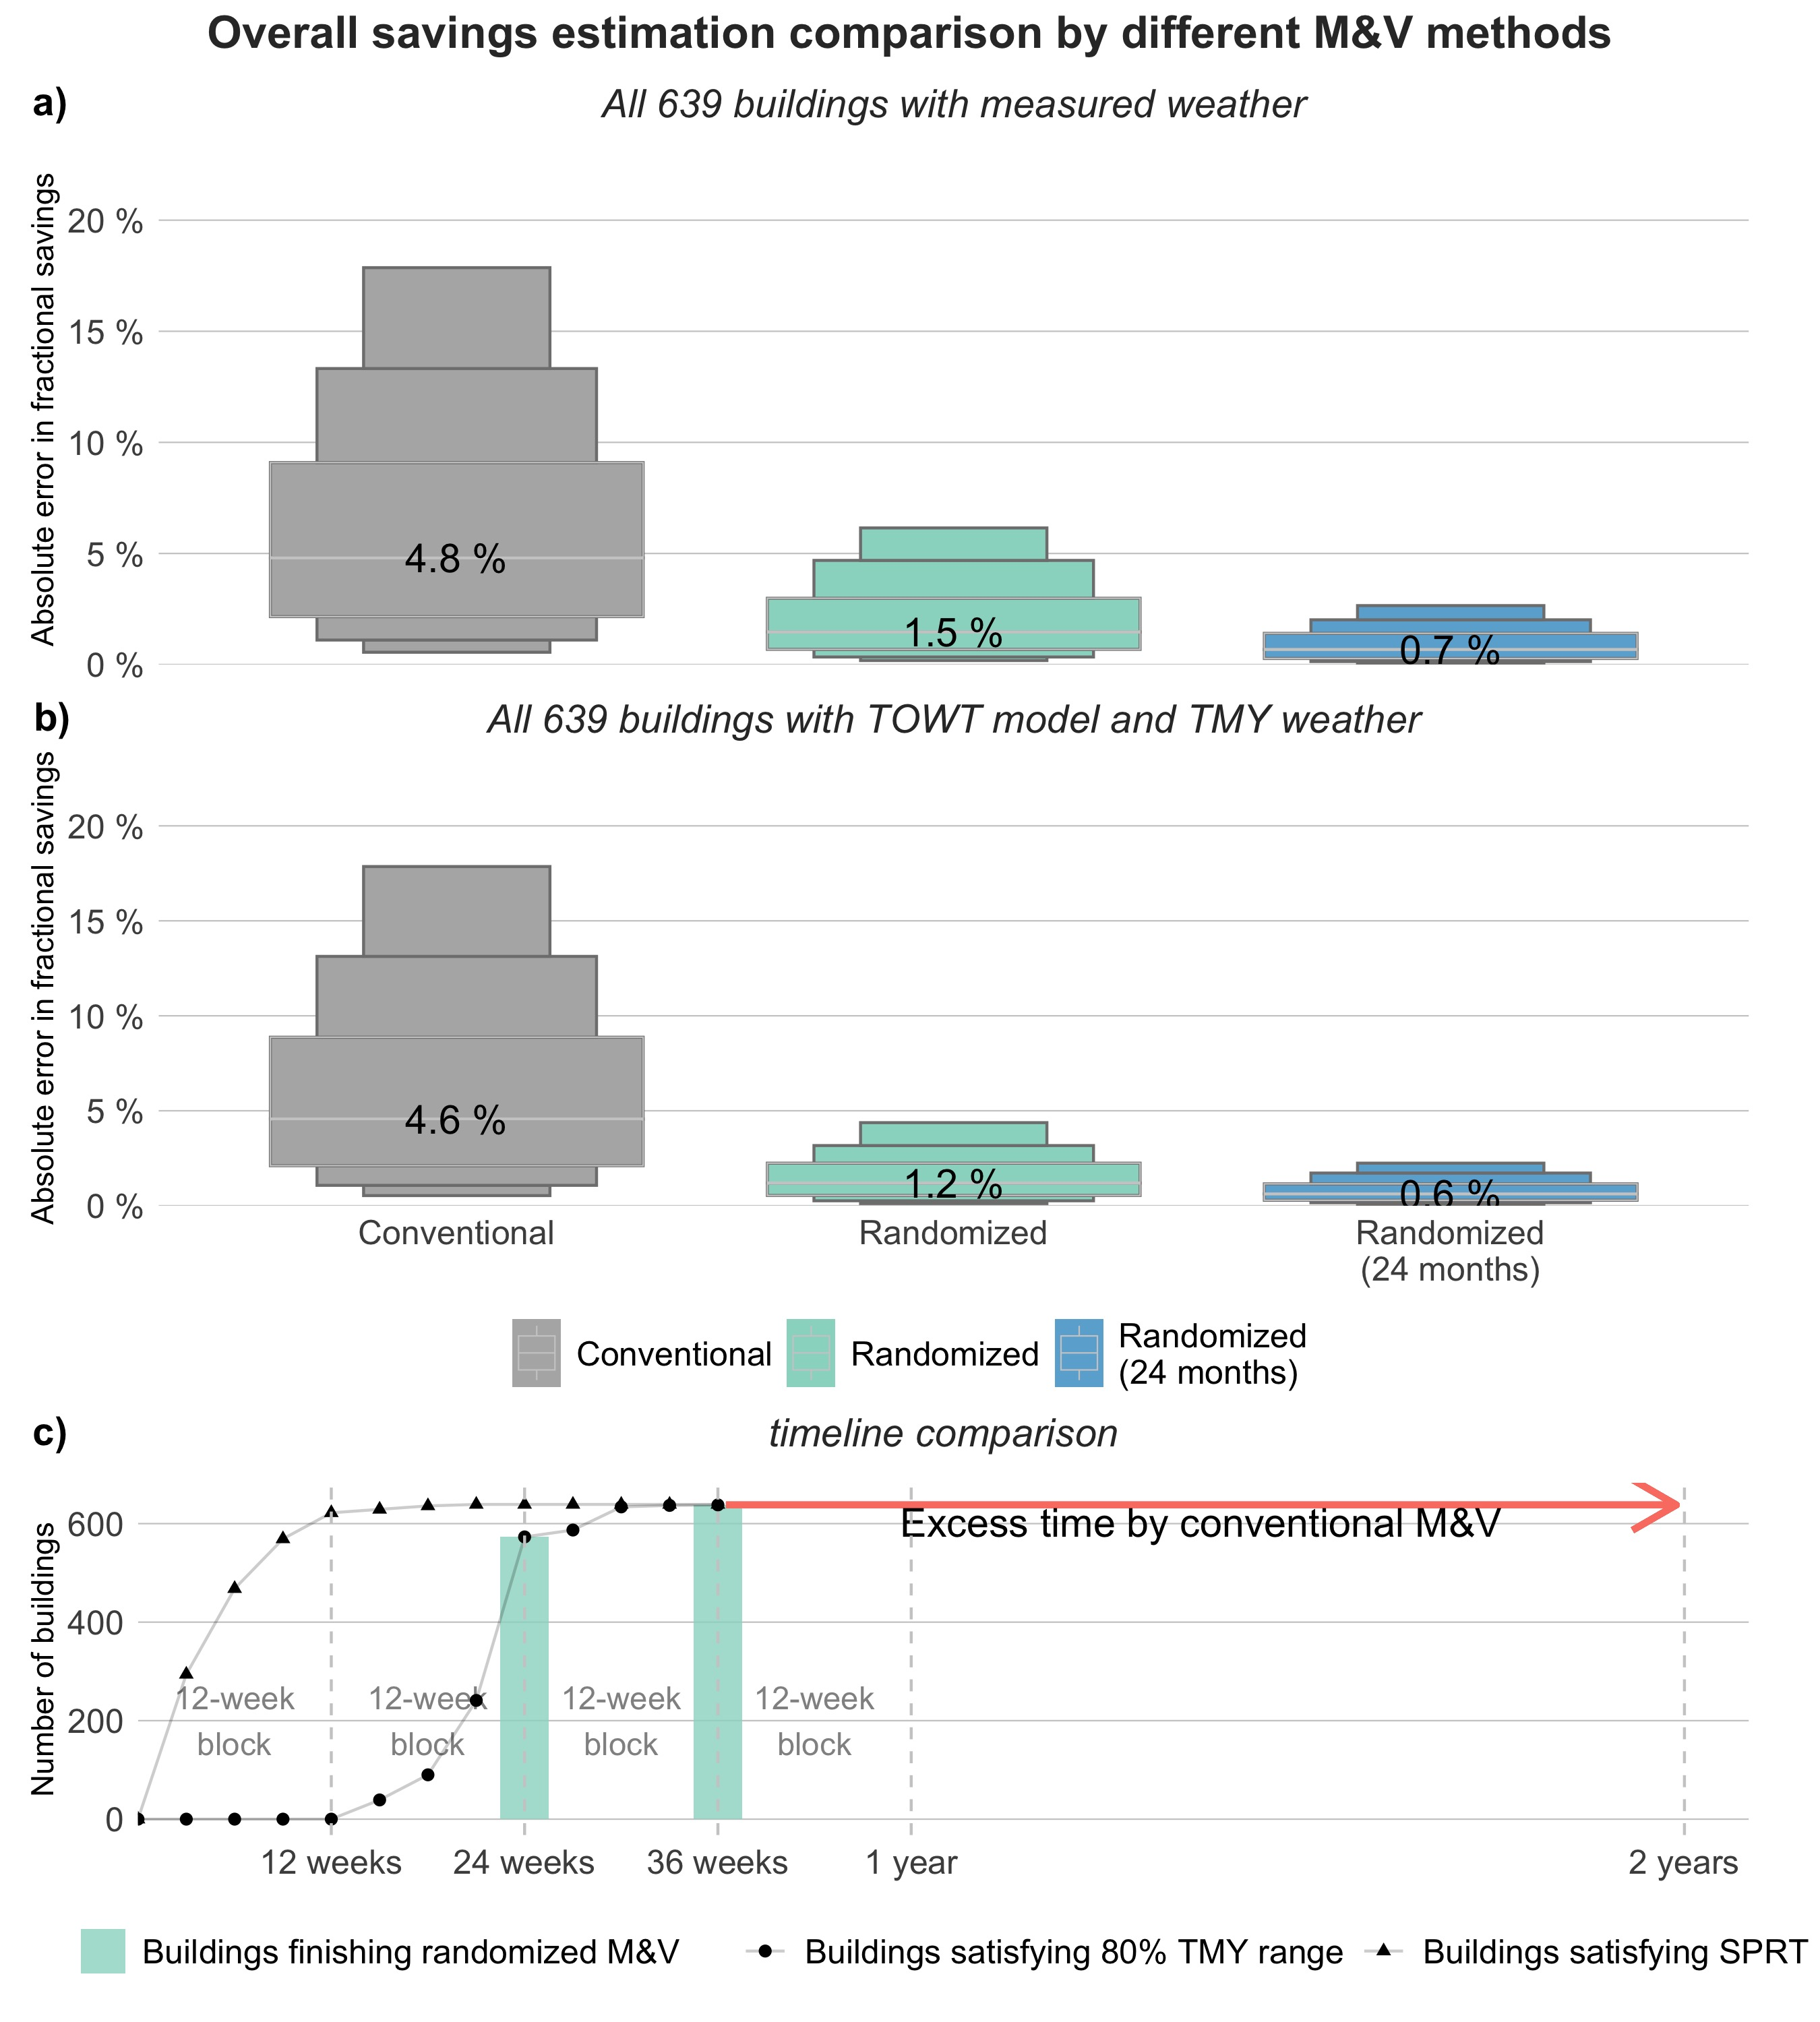 Overall savings estimation comparison by different M&V methods
a)
All 639 buildings with measured weather
Absolute error in fractional savings
20 %
15 %
10 %
5 %
0 %
4.8 %
1.5 %
0.7 %
b)
All 639 buildings with TOWT model and TMY weather
Absolute error in fractional savings
20 %
15 %
10 %
5 %
0 %
4.6 %
1.2 %
0.6 %
Conventional
Randomized
Randomized
(24 months)
Conventional
Randomized
Randomized
(24 months)
c)
timeline comparison
Number of buildings
600
400
200
0
Excess time by conventional M&V
12-week
block
12-week
block
12-week
block
12-week
block
12 weeks
24 weeks
36 weeks
1 year
2 years
Buildings finishing randomized M&V
Buildings satisfying 80% TMY range
Buildings satisfying SPRT